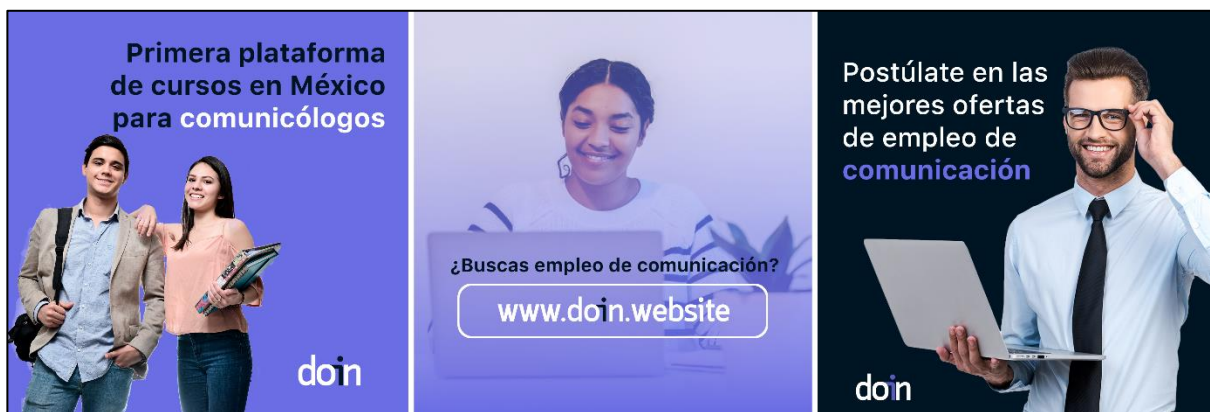 Primera plataforma
de cursos en México
para comunicólogos
doin
¿Buscas empleo de comunicación?
www.doin.website
Postúlate en las
mejores ofertas
de empleo de
comunicación
doin